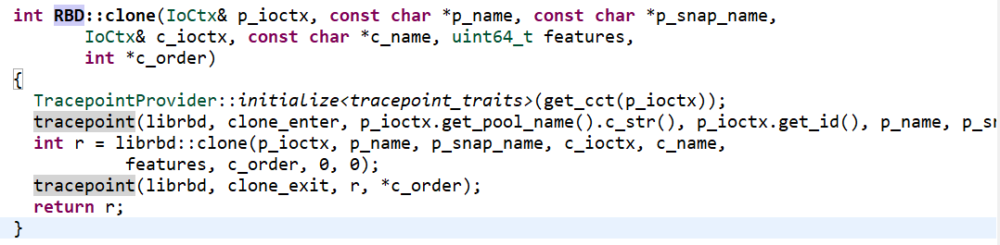 int RBD::clone(IoCtx& p_ioctx, const char *p_name, const char *p_snap_name,
IoCtx& c_ioctx, const char *c_name, uint64_t features,
int *c_order)
{
TracepointProvider::initialize<tracepoint_traits>(get_cct(p_ioctx));
tracepoint(librbd, clone_enter, p_ioctx.get_pool_name().c_str(), p_ioctx.get_id(), p_name,
int r = librbd::clone(p_ioctx, p_name, p_snap_name, c_ioctx, c_name,
features, c_order, 0, 0);
tracepoint(librbd, clone_exit, r, *c_order);
return r;
}